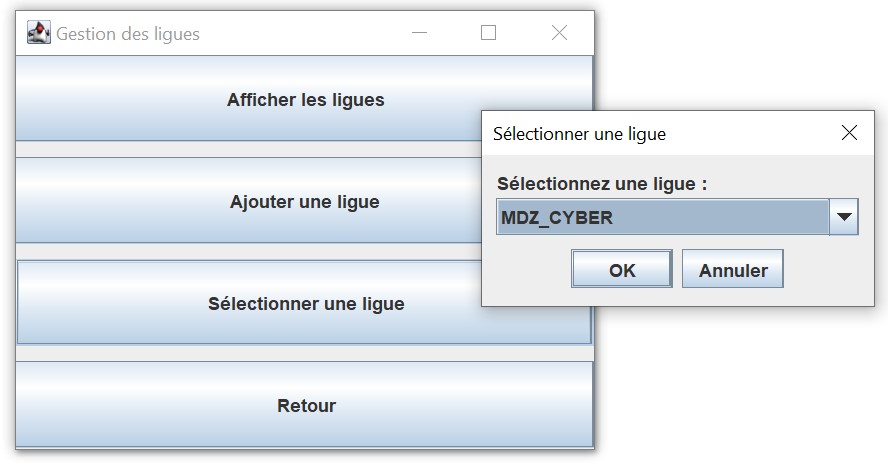 Gestion des ligues
Afficher les ligues
Ajouter une ligue
Sélectionner une ligue
Retour
Sélectionner une ligue
Sélectionnez une ligue :
MDZ_CYBER
OK
Annuler